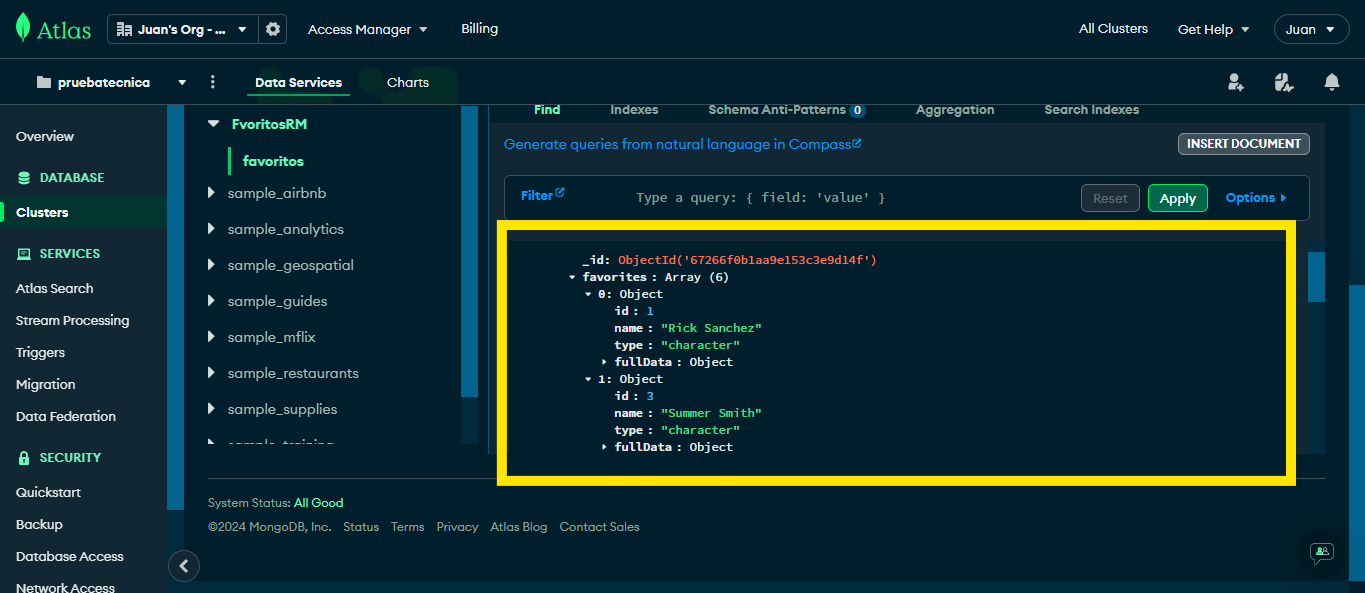 Atlas
Juan's Org - ...
Access Manager
Billing
All Clusters
Get Help
Juan
pruebatecnica
Data Services
Charts
Overview
DATABASE
Clusters
SERVICES
Atlas Search
Stream Processing
Triggers
Migration
Data Federation
SECURITY
Quickstart
Backup
Database Access
Network Access
FvoritosRM
favoritos
sample_airbnb
sample_analytics
sample_geospatial
sample_guides
sample_mflix
sample_restaurants
sample_supplies
sample_training
Find
Indexes
Schema Anti-Patterns 0
Aggregation
Search Indexes
Generate queries from natural language in Compass
INSERT DOCUMENT
Filter
Type a query: { field: 'value' }
Reset
Apply
Options
_id: ObjectId('67266f0b1aa9e153c3e9d14f')
favorites : Array (6)
0: Object
id : 1
name : "Rick Sanchez"
type : "character"
fullData : Object
1: Object
id : 3
name : "Summer Smith"
type : "character"
fullData : Object
System Status: All Good
©2024 MongoDB, Inc.
Status
Terms
Privacy
Atlas Blog
Contact Sales